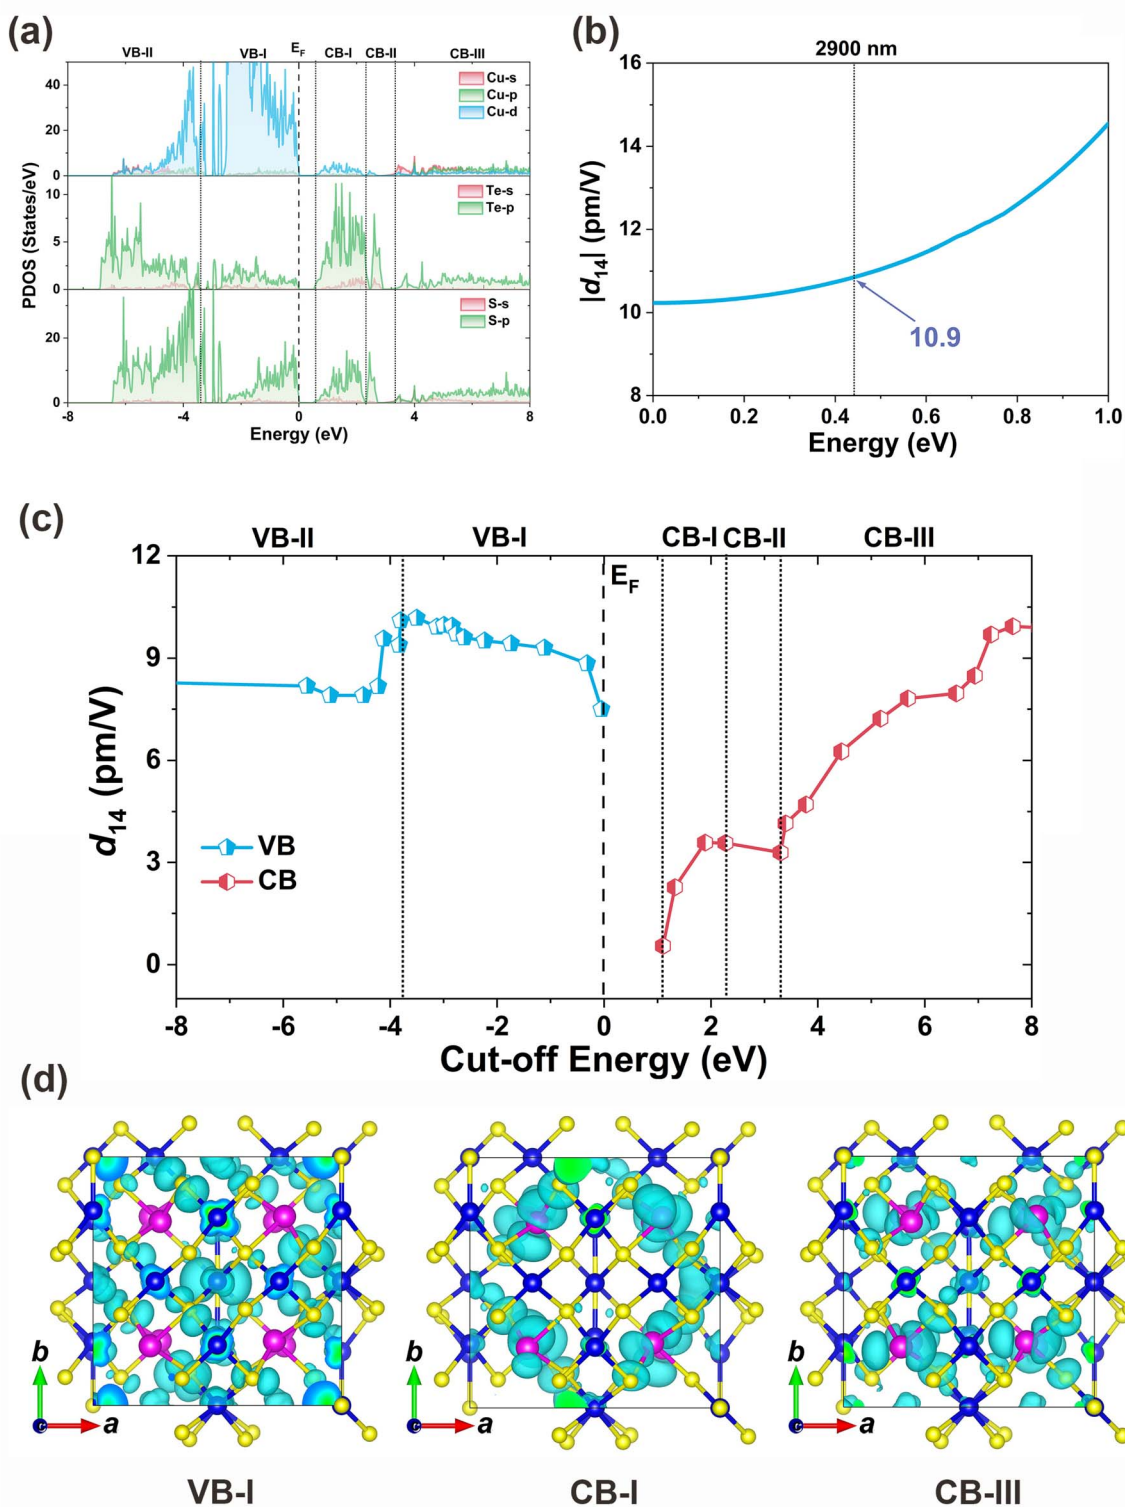 (a)
VB-II VB-I E_F CB-I CB-II CB-III
40
20
0
Cu-s
Cu-p
Cu-d
10
5
0
Te-s
Te-p
20
0
S-s
S-p
PDOS (States/eV)
-8 -4 0 4 8
Energy (eV)
(b)
2900 nm
16
14
12
10
8
|d14| (pm/V)
10.9
0.0 0.2 0.4 0.6 0.8 1.0
Energy (eV)
(c)
VB-II VB-I CB-I CB-II CB-III
E_F
12
9
6
3
0
d14 (pm/V)
VB
CB
-8 -6 -4 -2 0 2 4 6 8
Cut-off Energy (eV)
(d)
b
a
b
a
b
a
VB-I CB-I CB-III